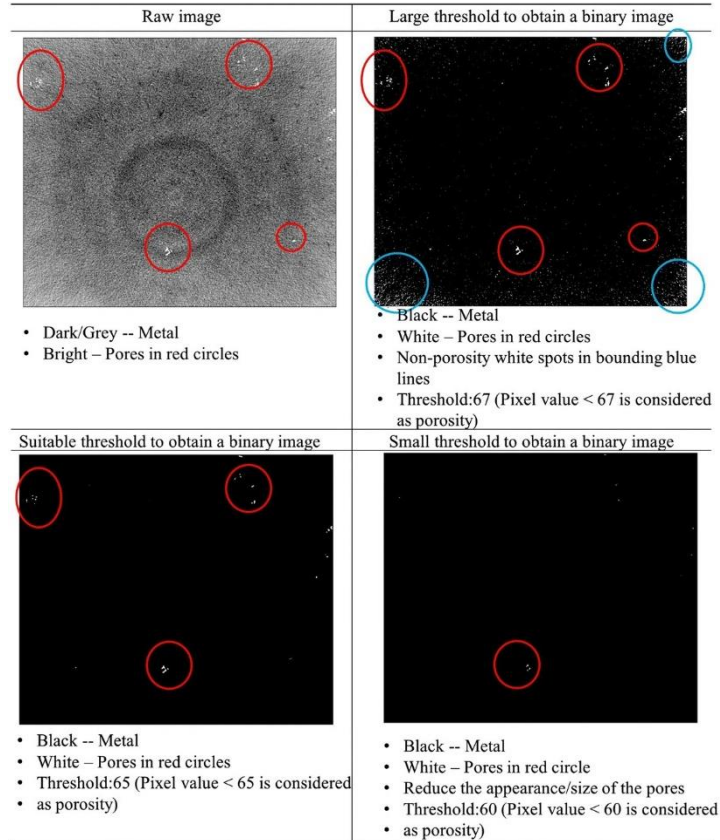 Raw image
Large threshold to obtain a binary image
• Dark/Grey -- Metal
• Bright – Pores in red circles
• Black -- Metal
• White – Pores in red circles
• Non-porosity white spots in bounding blue
lines
• Threshold:67 (Pixel value < 67 is considered
as porosity)
Suitable threshold to obtain a binary image
Small threshold to obtain a binary image
• Black -- Metal
• White – Pores in red circles
• Threshold:65 (Pixel value < 65 is considered
• as porosity)
• Black -- Metal
• White – Pores in red circle
• Reduce the appearance/size of the pores
• Threshold:60 (Pixel value < 60 is considered
• as porosity)